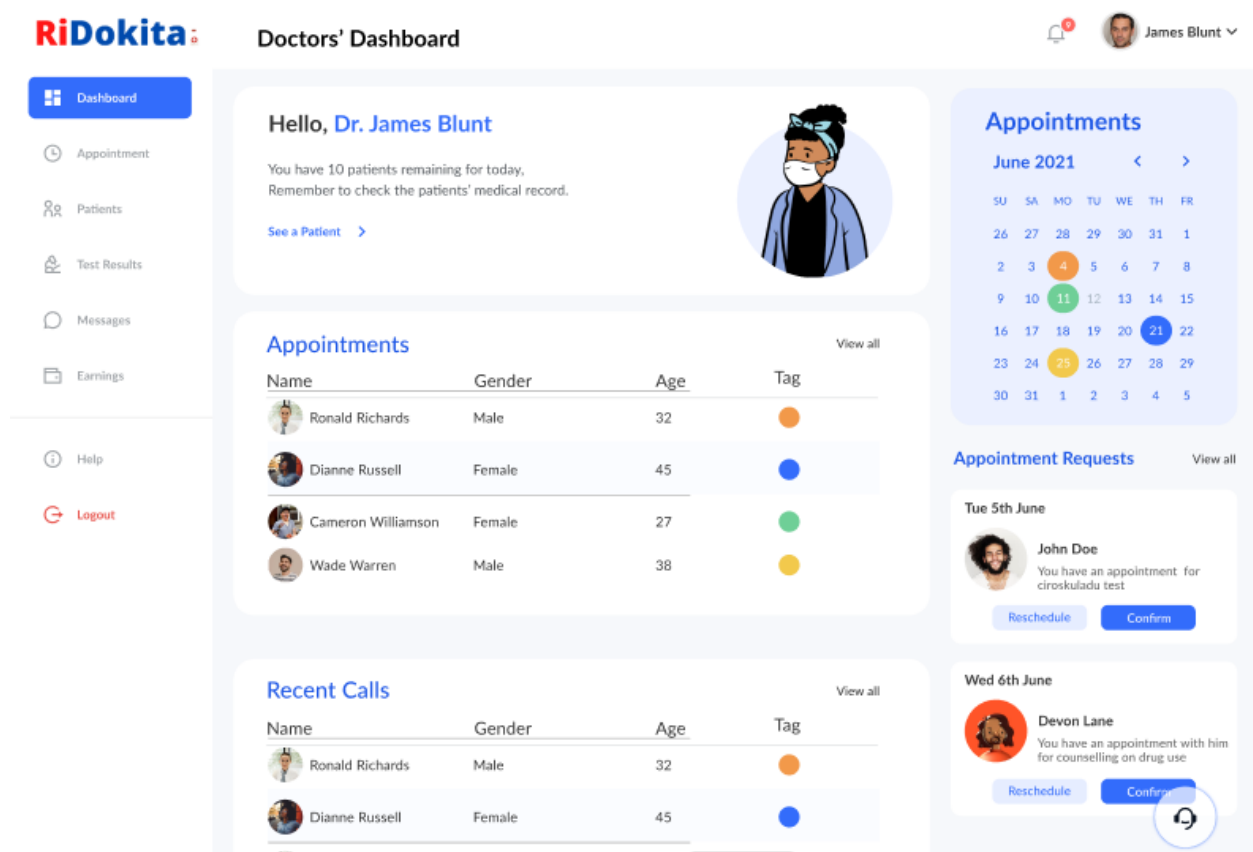 RiDokita
Doctors' Dashboard
9
James Blunt
Dashboard
Appointment
Patients
Test Results
Messages
Earnings
Help
Logout
Hello, Dr. James Blunt
You have 10 patients remaining for today,
Remember to check the patients' medical record.
See a Patient
Appointments
View all
Name Gender Age Tag
Ronald Richards Male 32
Dianne Russell Female 45
Cameron Williamson Female 27
Wade Warren Male 38
Recent Calls
View all
Name Gender Age Tag
Ronald Richards Male 32
Dianne Russell Female 45
Appointments
June 2021
SU SA MO TU WE TH FR
26 27 28 29 30 31 1
2 3 4 5 6 7 8
9 10 11 12 13 14 15
16 17 18 19 20 21 22
23 24 25 26 27 28 29
30 31 1 2 3 4 5
Appointment Requests
View all
Tue 5th June
John Doe
You have an appointment for
ciroskuladu test
Reschedule Confirm
Wed 6th June
Devon Lane
You have an appointment with him
for counselling on drug use
Reschedule Confirm